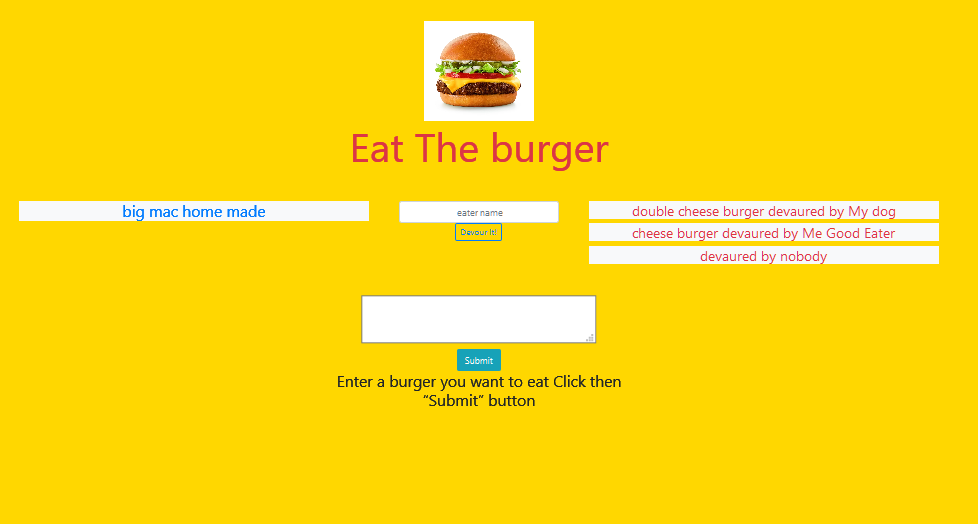 Eat The burger
big mac home made
eater name
Devour It!
double cheese burger devaured by My dog
cheese burger devaured by Me Good Eater
devaured by nobody
Submit
Enter a burger you want to eat Click then
“Submit” button